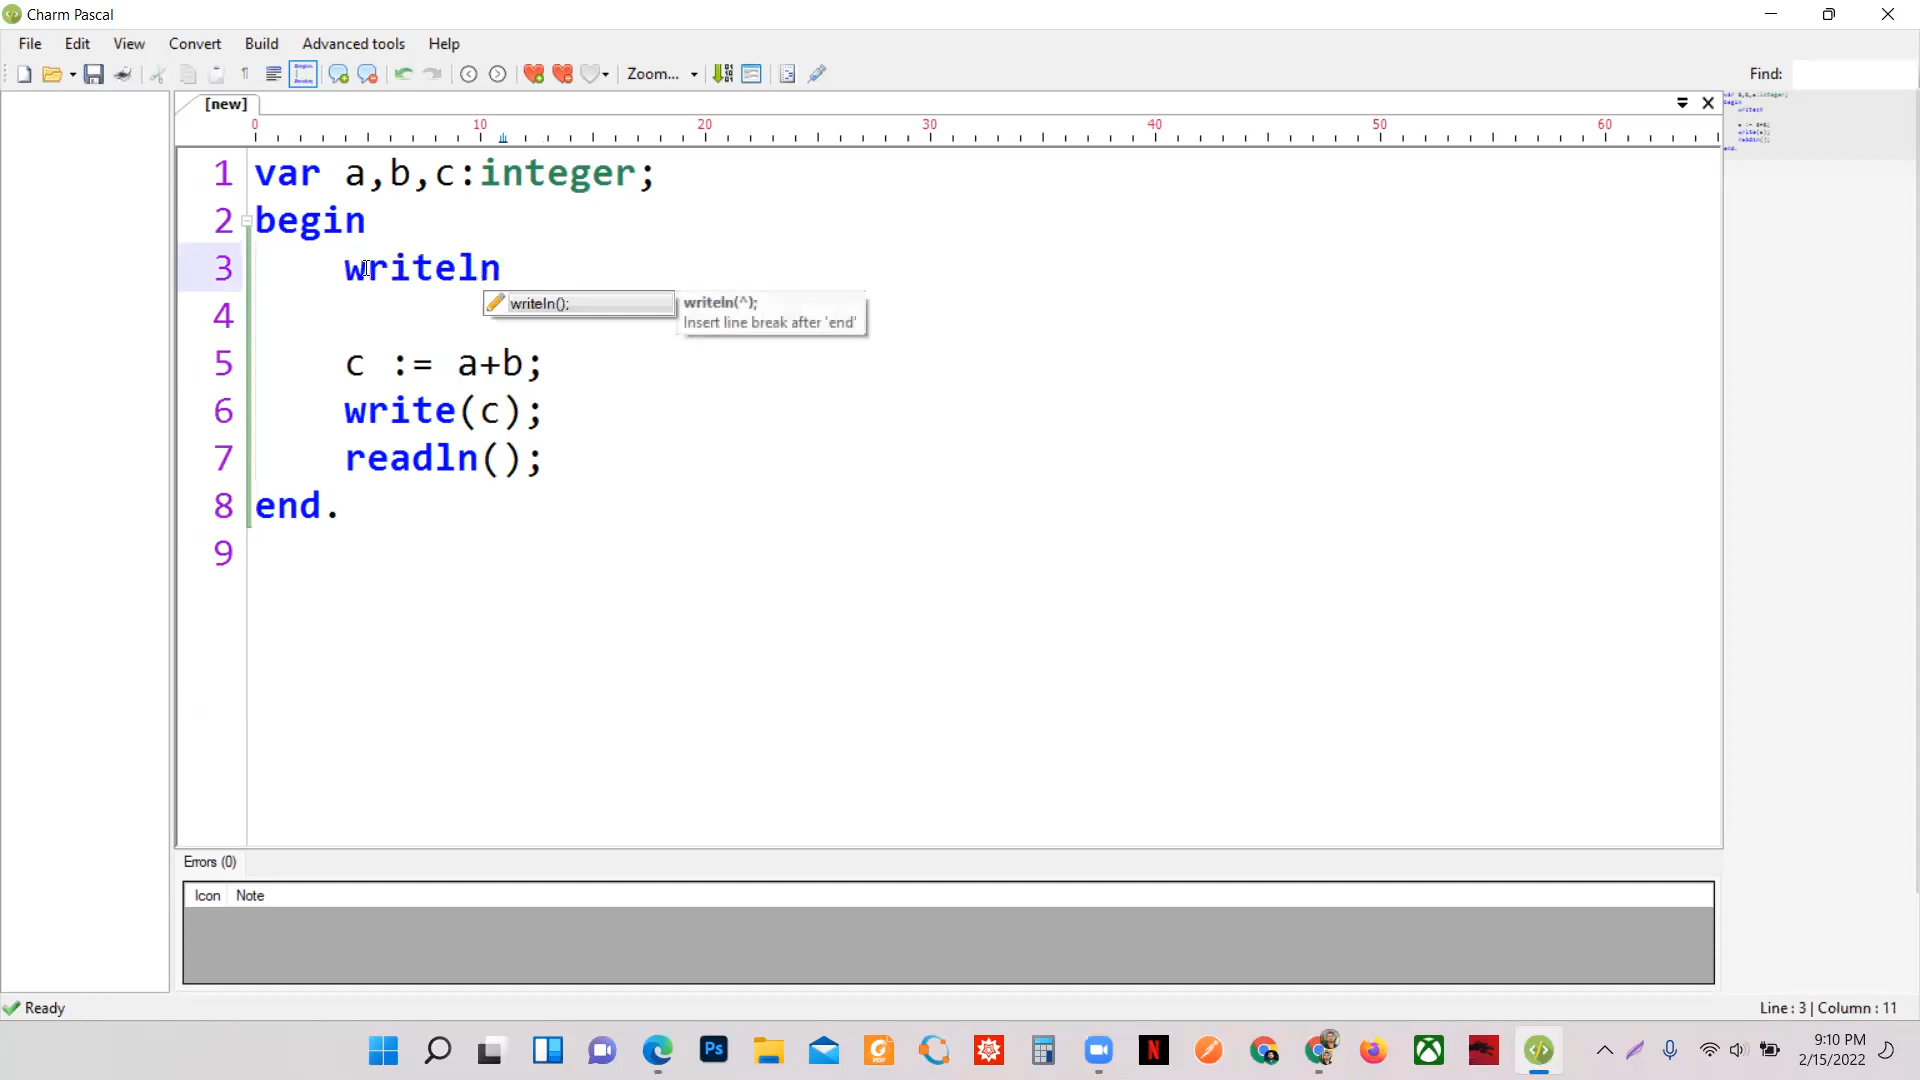 Charm Pascal
File Edit View Convert Build Advanced tools Help
Zoom... Find:
[new]
0 10 20 30 40 50 60
1 var a,b,c:integer;
2 begin
3 writeln
writeln(); writeln(^);
Insert line break after 'end'
4
5 c := a+b;
6 write(c);
7 readln();
8 end.
9
Errors (0)
Icon Note
Ready Line : 3 | Column : 11
Ps N
9:10 PM
2/15/2022